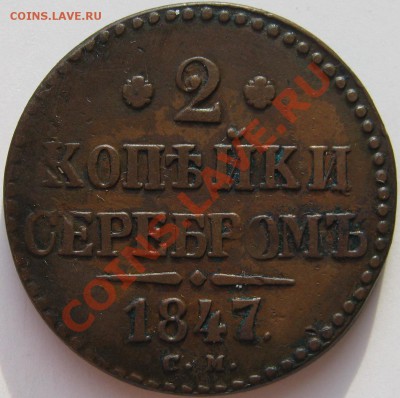 COINS.LAVE.RU
2
КОПѢЙКИ
СЕРЕБРОМЪ
1847.
С.М.
COINS.LAVE.RU